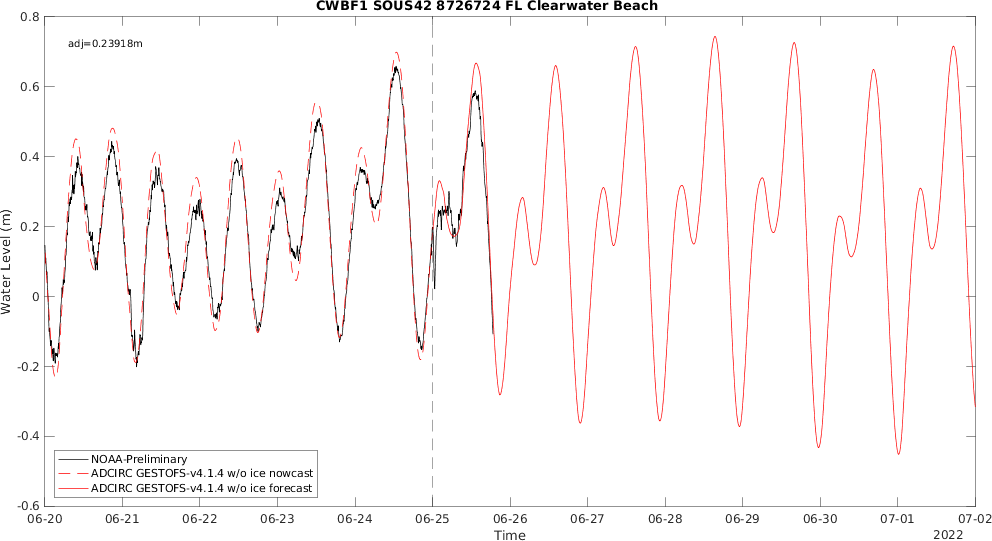 CWBF1 SOUS42 8726724 FL Clearwater Beach
adj=0.23918m
0.8
0.6
0.4
0.2
0
-0.2
-0.4
-0.6
Water Level (m)
NOAA-Preliminary
ADCIRC GESTOFS-v4.1.4 w/o ice nowcast
ADCIRC GESTOFS-v4.1.4 w/o ice forecast
06-20 06-21 06-22 06-23 06-24 06-25 06-26 06-27 06-28 06-29 06-30 07-01 07-02
Time
2022